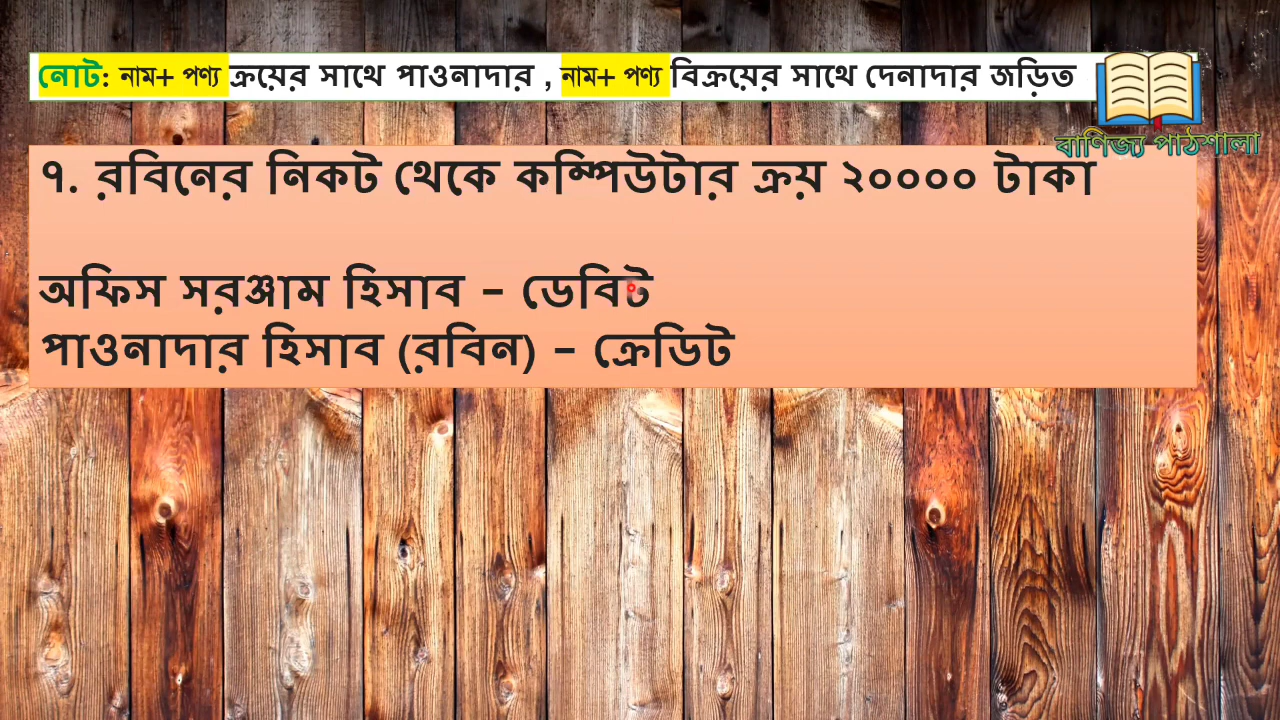 নোট: নাম+ পণ্য ক্রয়ের সাথে পাওনাদার , নাম+ পণ্য বিক্রয়ের সাথে দেনাদার জড়িত
বাণিজ্য পাঠশালা
৭. রবিনের নিকট থেকে কম্পিউটার ক্রয় ২০০০০ টাকা
অফিস সরঞ্জাম হিসাব – ডেবিট
পাওনাদার হিসাব (রবিন) – ক্রেডিট